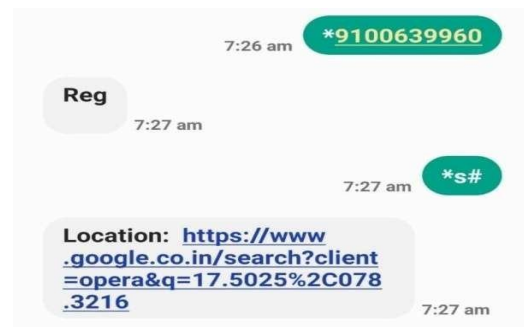 *9100639960
7:26 am
Reg
7:27 am
*s#
7:27 am
Location: https://www
.google.co.in/search?client
=opera&q=17.5025%2C078
.3216
7:27 am